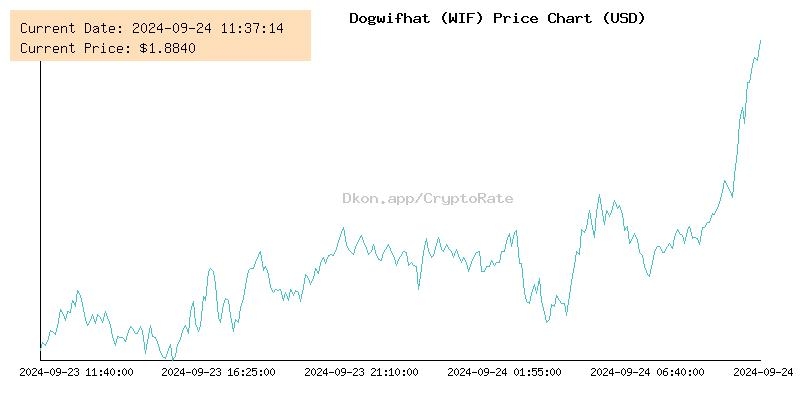 Dogwifhat (WIF) Price Chart (USD)
Current Date: 2024-09-24 11:37:14
Current Price: $1.8840
Dkon.app/CryptoRate
2024-09-23 11:40:00 2024-09-23 16:25:00 2024-09-23 21:10:00 2024-09-24 01:55:00 2024-09-24 06:40:00 2024-09-24